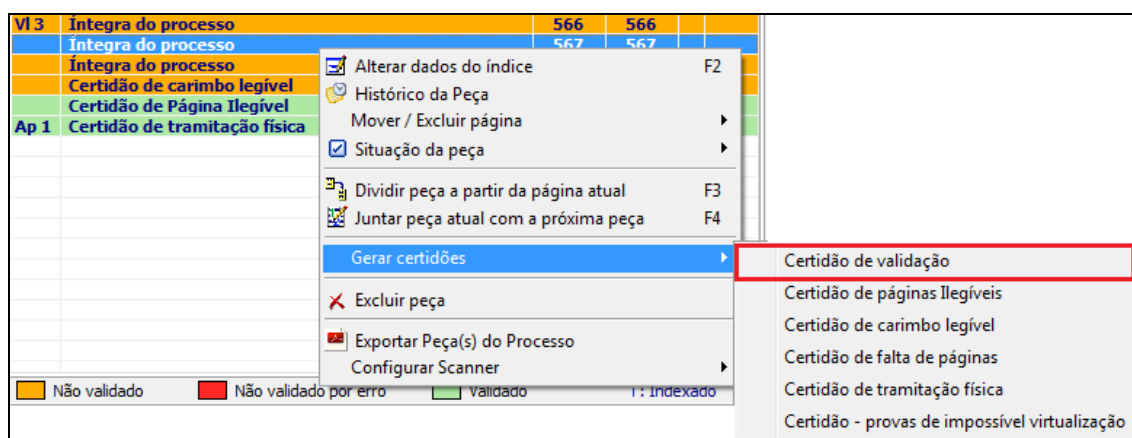 Vl 3 Íntegra do processo 566 566
Íntegra do processo 567 567
Íntegra do processo
Certidão de carimbo legível
Certidão de Página Ilegível
Ap 1 Certidão de tramitação física
Alterar dados do índice F2
Histórico da Peça
Mover / Excluir página
Situação da peça
Dividir peça a partir da página atual F3
Juntar peça atual com a próxima peça F4
Gerar certidões
Excluir peça
Exportar Peça(s) do Processo
Configurar Scanner
Certidão de validação
Certidão de páginas Ilegíveis
Certidão de carimbo legível
Certidão de falta de páginas
Certidão de tramitação física
Certidão - provas de impossível virtualização
Não validado Não validado por erro Validado I : Indexado